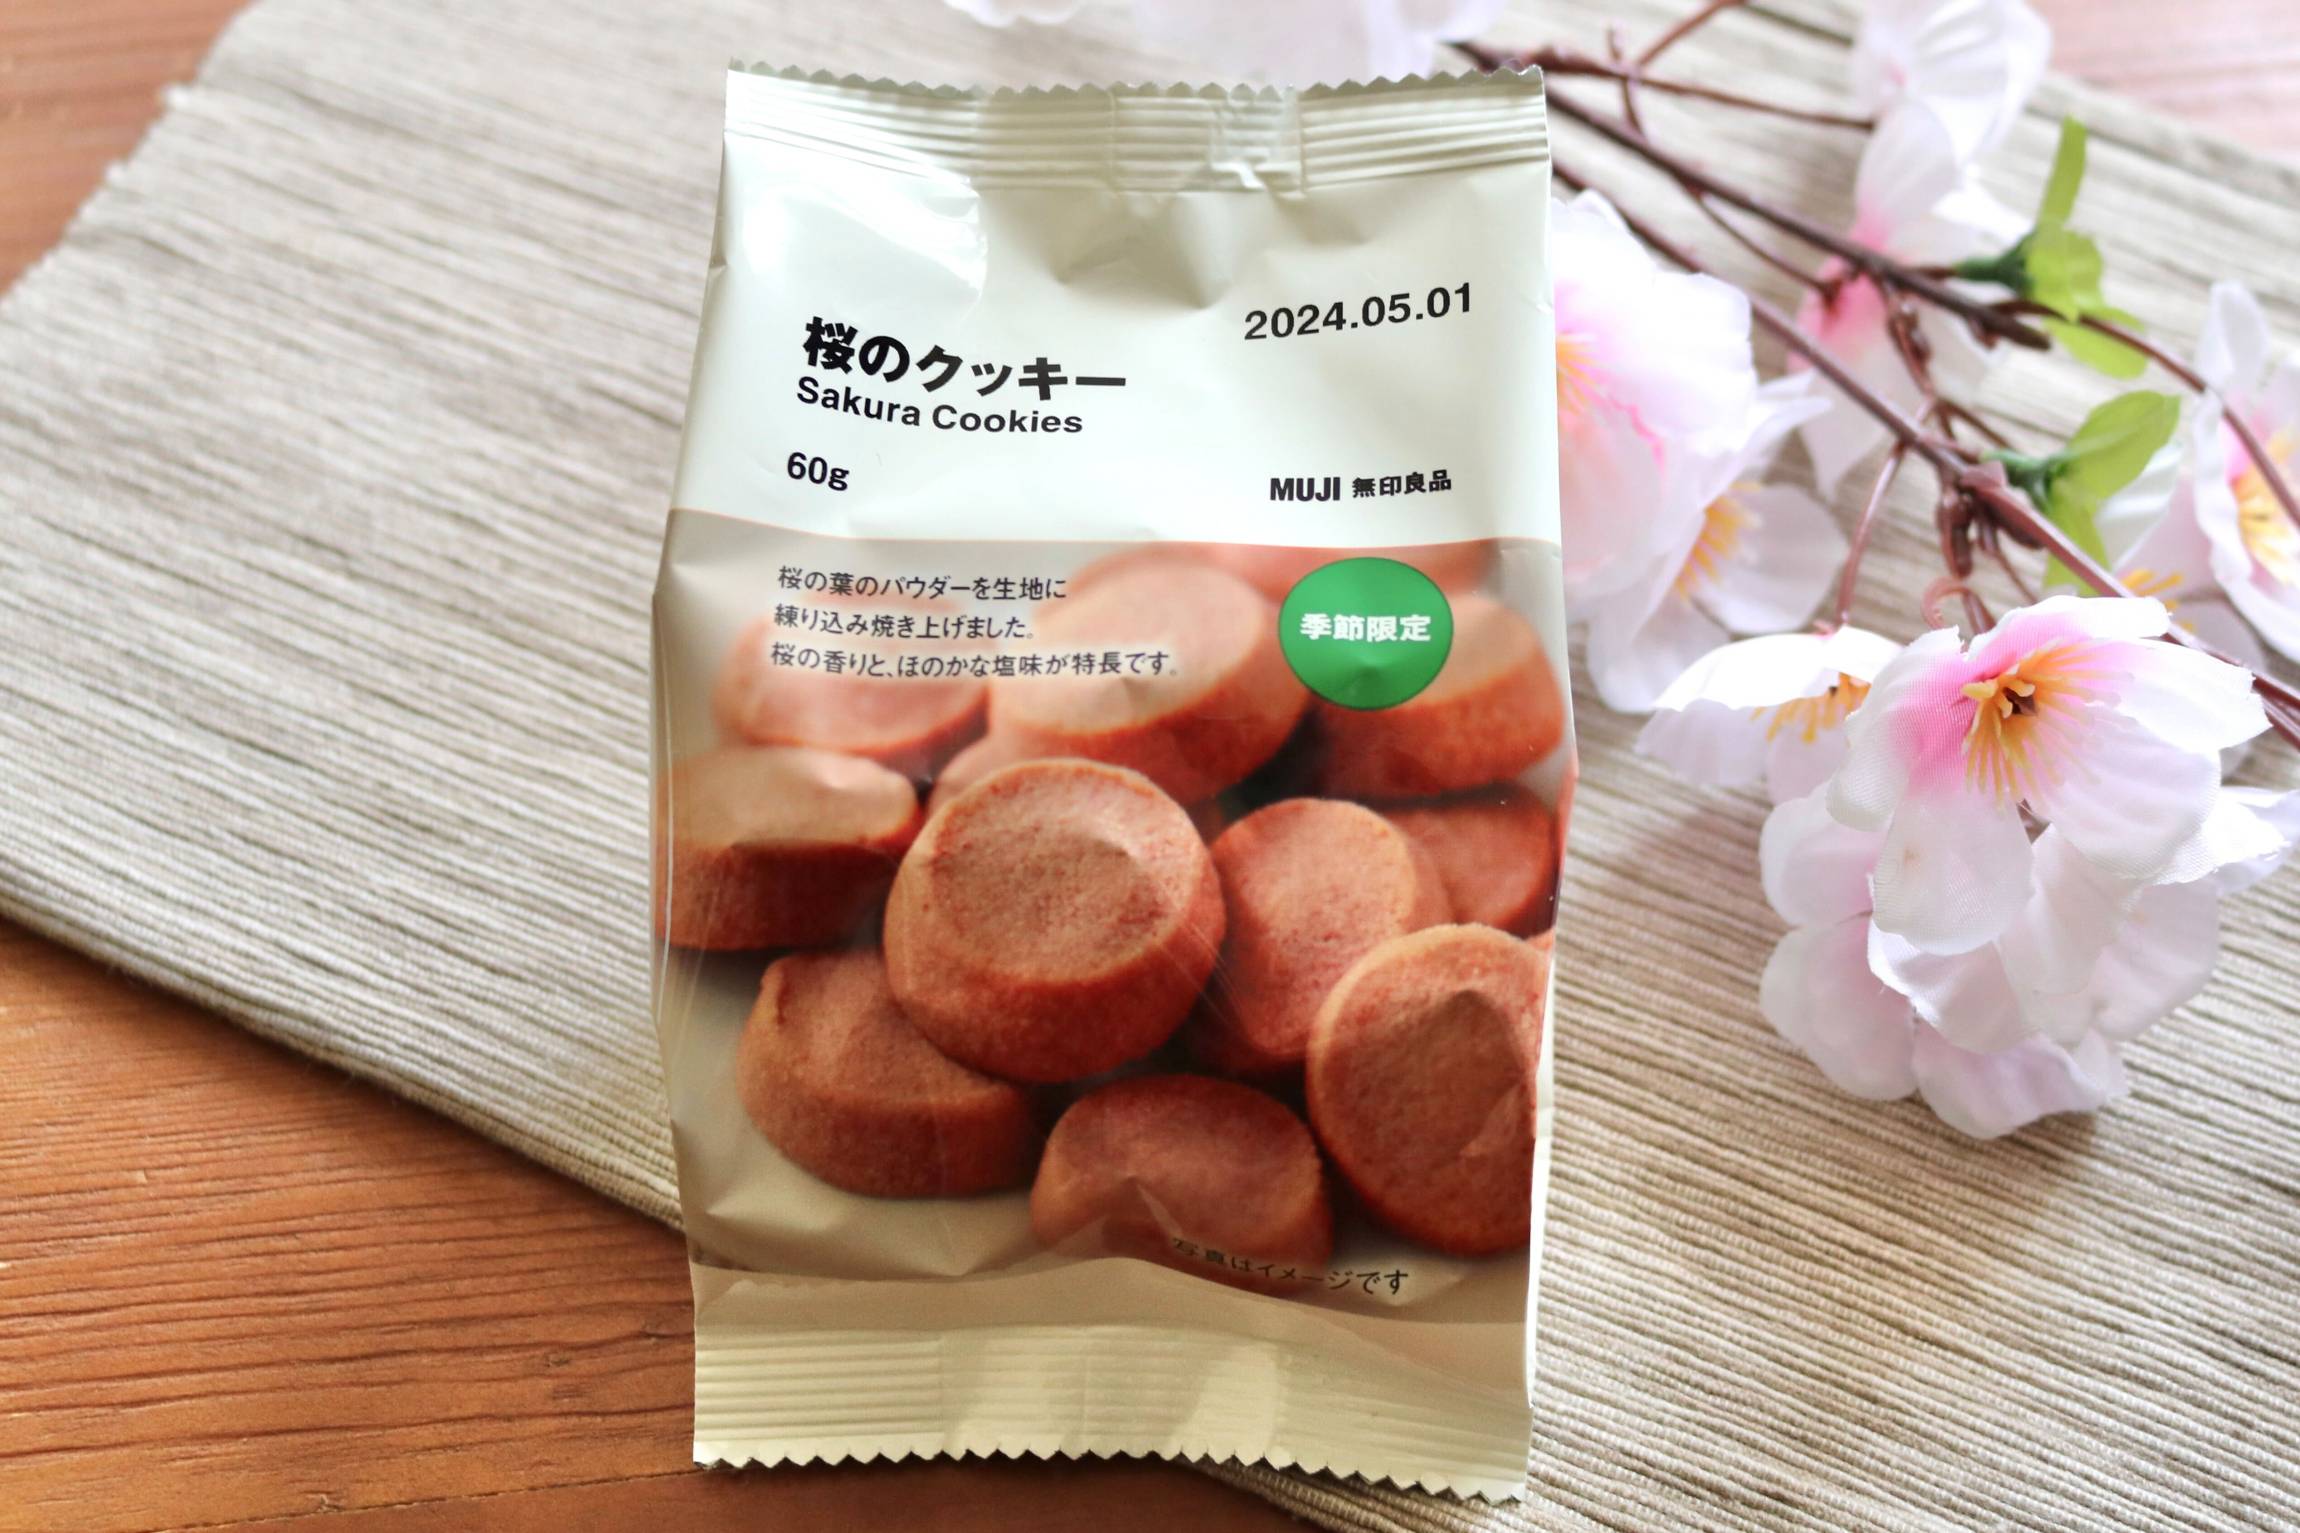 2024.05.01
桜のクッキー
Sakura Cookies
60g
MUJI 無印良品
桜の葉のパウダーを生地に
練り込み焼き上げました。
桜の香りと、ほのかな塩味が特長です。
季節限定
写真はイメージです